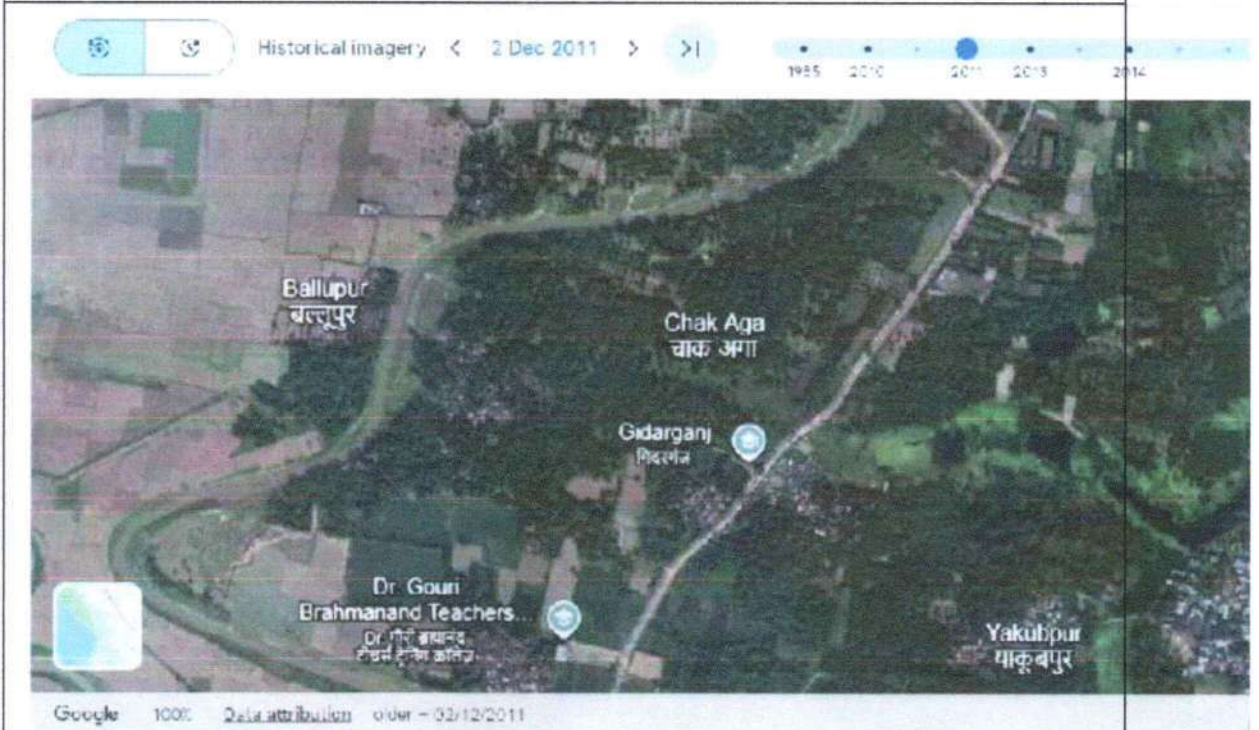 Historical imagery < 2 Dec 2011 > >|
1985 2010 2011 2013 2014
Ballupur
बल्लूपुर
Chak Aga
चाक अगा
Gidarganj
गिदरगंज
Dr. Gouri
Brahmanand Teachers...
Dr. गौरी ब्रह्मानंद
टीचर्स ट्रेनिंग कॉलेज
Yakubpur
याकूबपुर
Google 100% Data attribution older – 02/12/2011